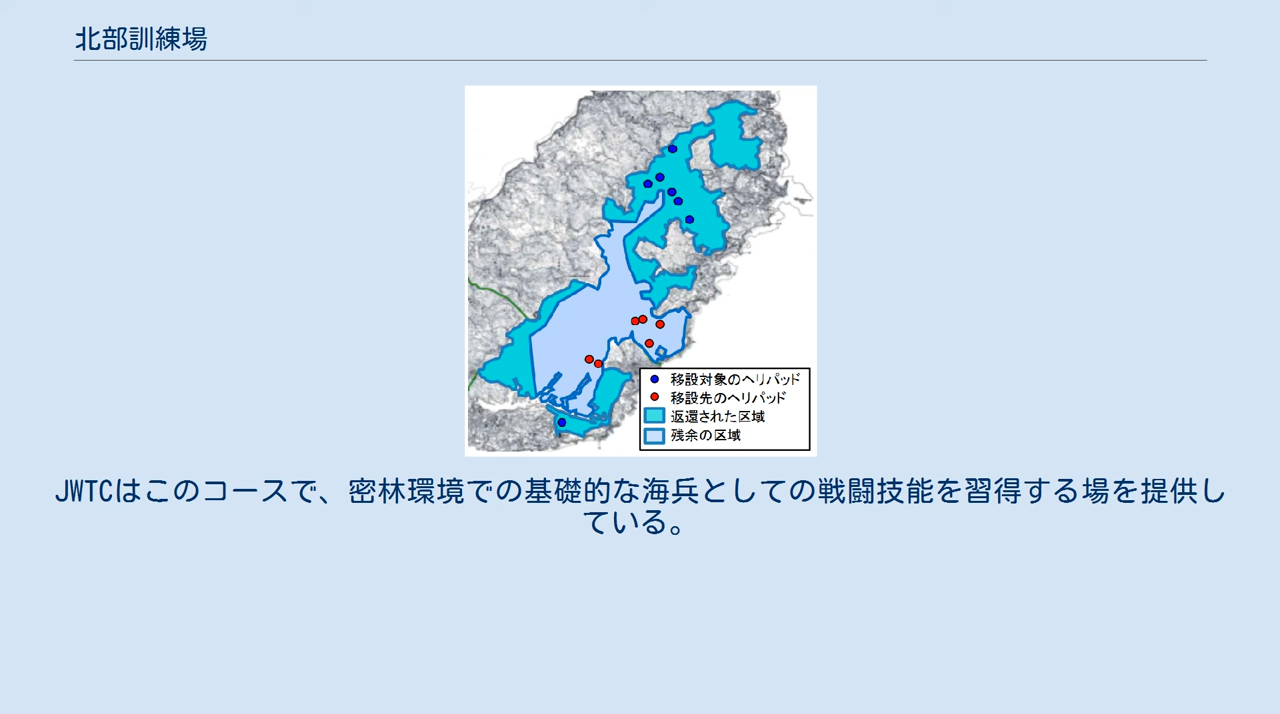 北部訓練場
移設対象のヘリパッド
移設先のヘリパッド
返還された区域
残余の区域
JWTCはこのコースで、密林環境での基礎的な海兵としての戦闘技能を習得する場を提供し
ている。